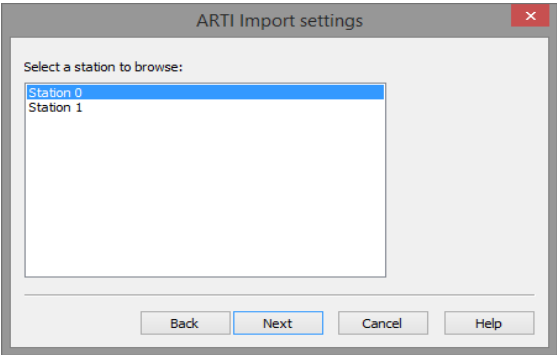 ARTI Import settings
Select a station to browse:
Station 0
Station 1
Back
Next
Cancel
Help